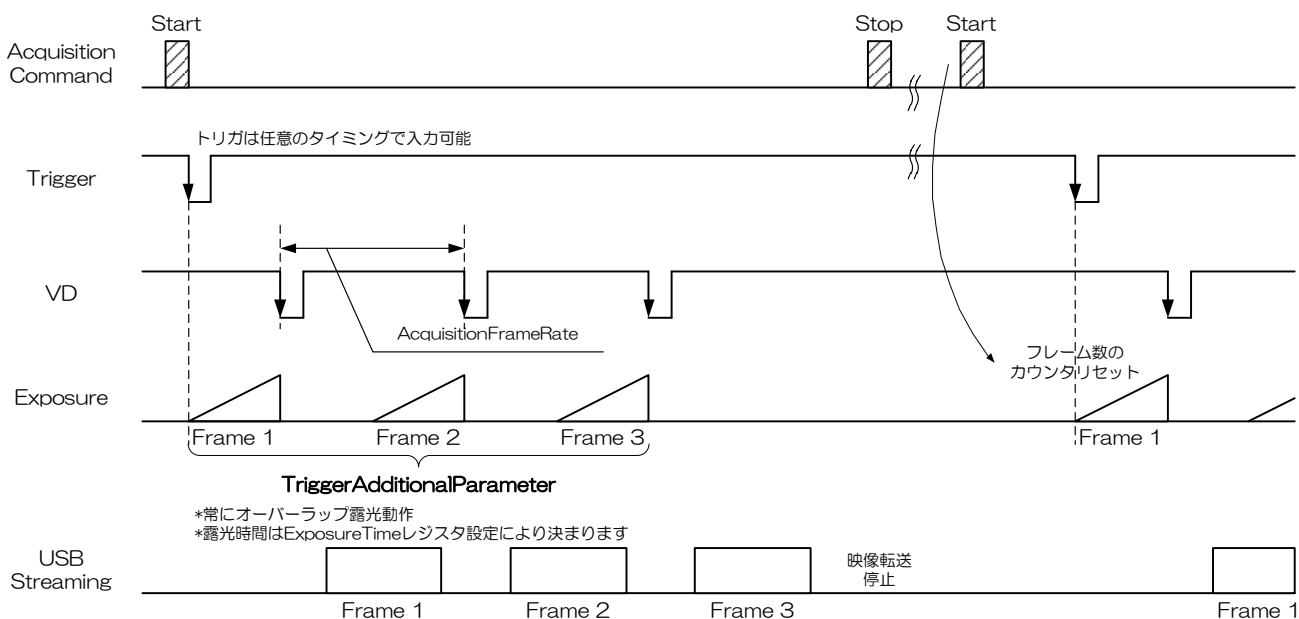 Start
Stop
Start
Acquisition
Command
トリガは任意のタイミングで入力可能
Trigger
VD
AcquisitionFrameRate
フレーム数の
カウンタリセット
Exposure
Frame 1
Frame 2
Frame 3
Frame 1
TriggerAdditionalParameter
*常にオーバーラップ露光動作
*露光時間はExposureTimeレジスタ設定により決まります
USB
Streaming
映像転送
停止
Frame 1
Frame 2
Frame 3
Frame 1